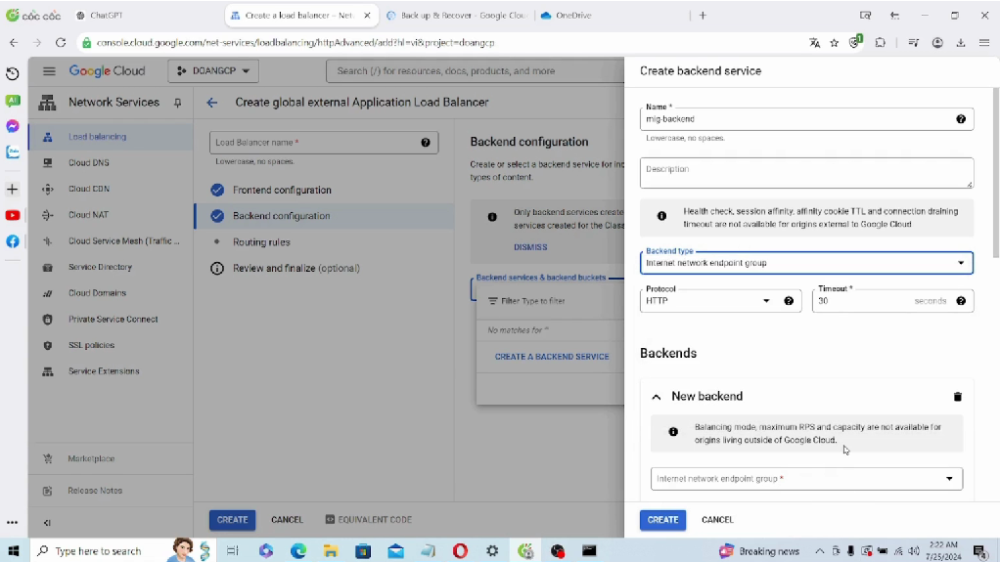 cốc cốc
ChatGPT
Create a load balancer - Net
Back up & Recover - Google Clou
OneDrive
console.cloud.google.com/net-services/loadbalancing/httpAdvanced/add?hl=vi&project=doangcp
Google Cloud
DOANGCP
Search (/) for resources, docs, products, and more
Network Services
Load balancing
Cloud DNS
Cloud CDN
Cloud NAT
Cloud Service Mesh (Traffic ...
Service Directory
Cloud Domains
Private Service Connect
SSL policies
Service Extensions
Marketplace
Release Notes
Create global external Application Load Balancer
Load Balancer name *
Lowercase, no spaces.
Frontend configuration
Backend configuration
Routing rules
Review and finalize (optional)
CREATE
CANCEL
EQUIVALENT CODE
Backend configuration
Create or select a backend service for inc
types of content.
Only backend services create
services created for the Class
DISMISS
Backend services & backend buckets
Filter Type to filter
No matches for ""
CREATE A BACKEND SERVICE
Create backend service
Name *
mig-backend
Lowercase, no spaces.
Description
Health check, session affinity, affinity cookie TTL and connection draining
timeout are not available for origins external to Google Cloud
Backend type
Internet network endpoint group
Protocol
HTTP
Timeout *
30
seconds
Backends
New backend
Balancing mode, maximum RPS and capacity are not available for
origins living outside of Google Cloud.
Internet network endpoint group *
CREATE
CANCEL
Type here to search
Breaking news
2:22 AM
7/25/2024